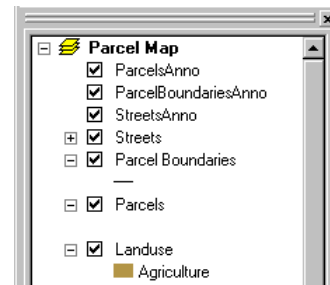 Parcel Map
ParcelsAnno
ParcelBoundariesAnno
StreetsAnno
Streets
Parcel Boundaries
Parcels
Landuse
Agriculture